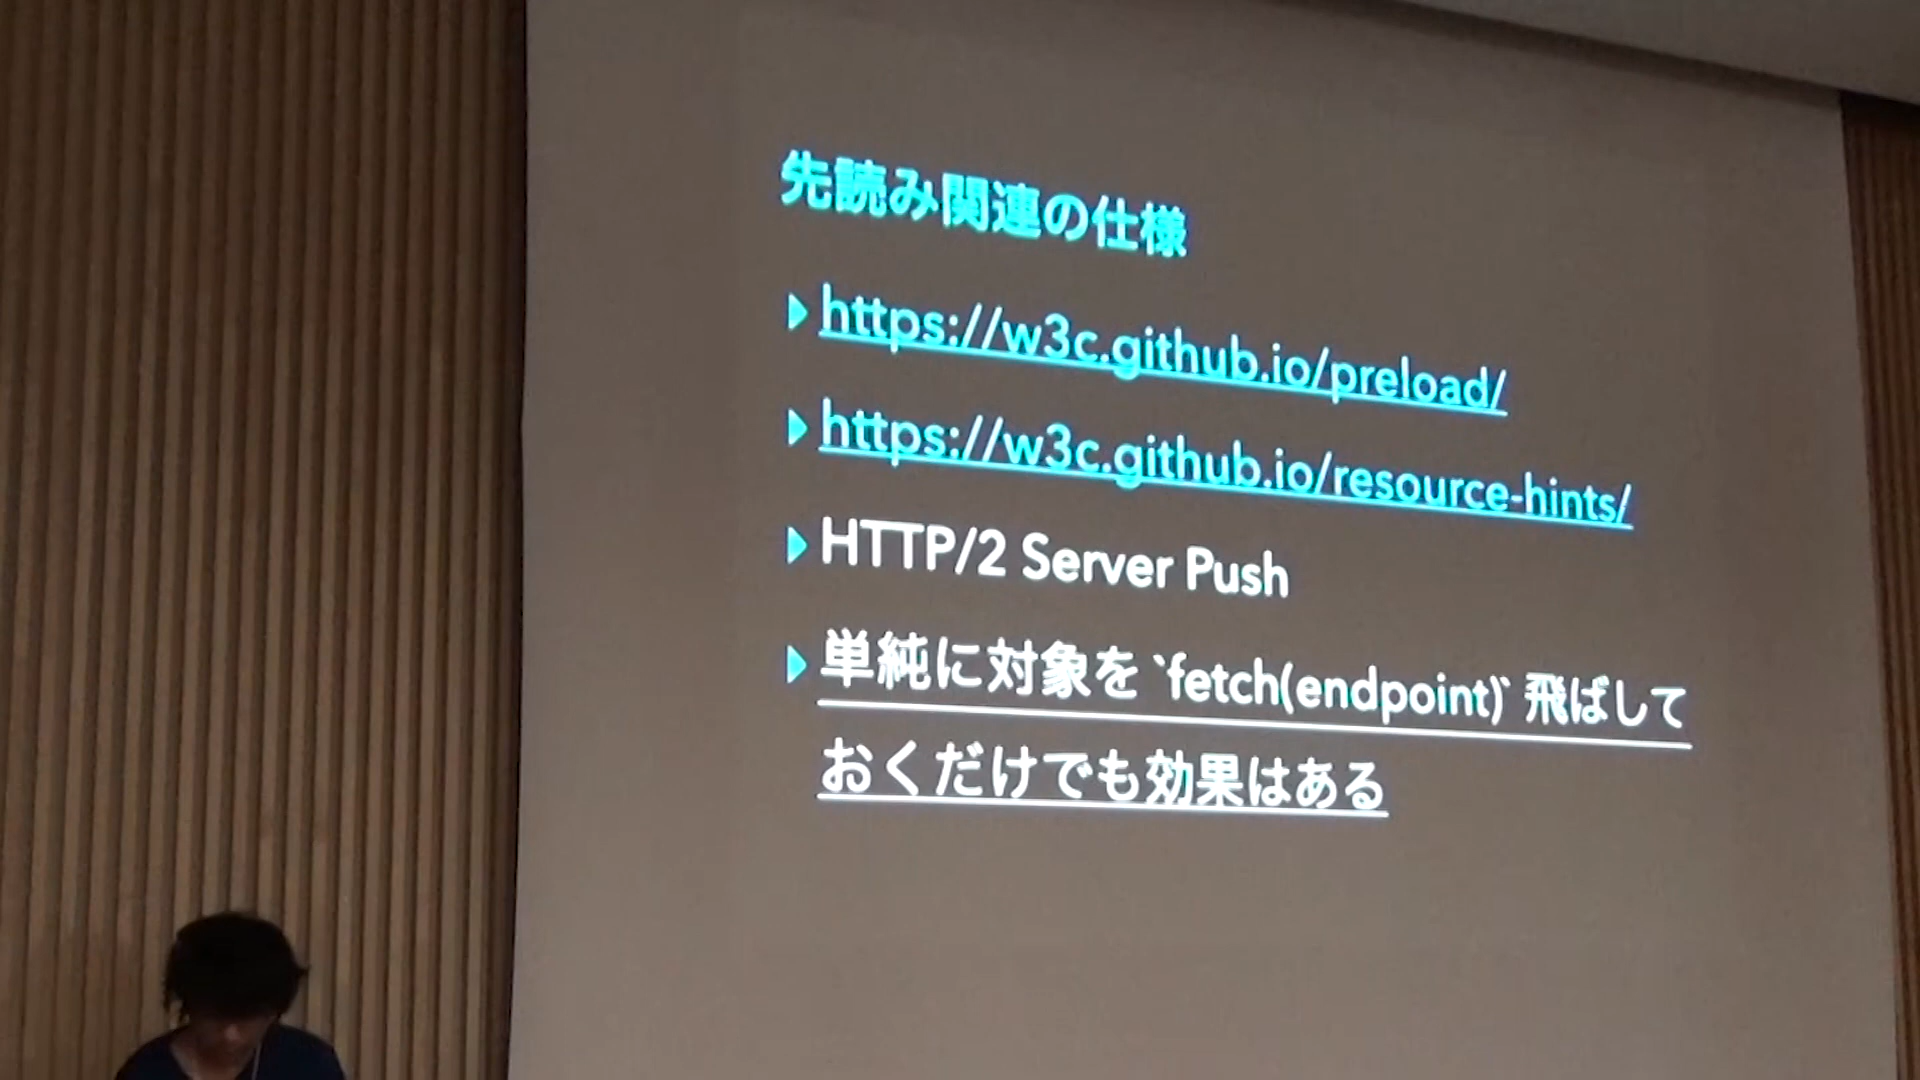 先読み関連の仕様
https://w3c.github.io/preload/
https://w3c.github.io/resource-hints/
HTTP/2 Server Push
単純に対象を `fetch(endpoint)` 飛ばして
おくだけでも効果はある